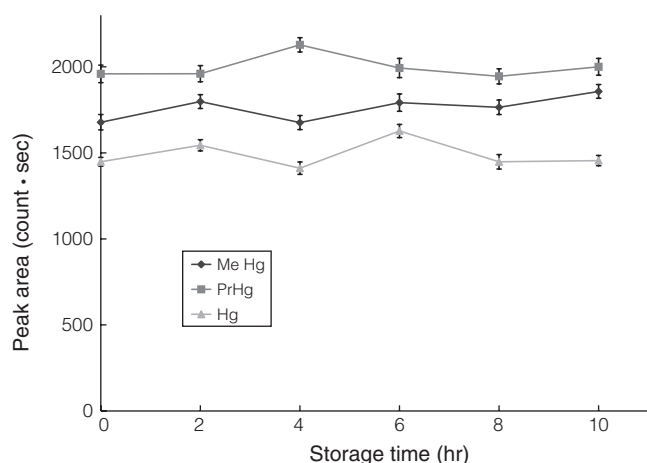 Peak area (count • sec)
2000
1500
1000
500
0
Me Hg
PrHg
Hg
0 2 4 6 8 10
Storage time (hr)